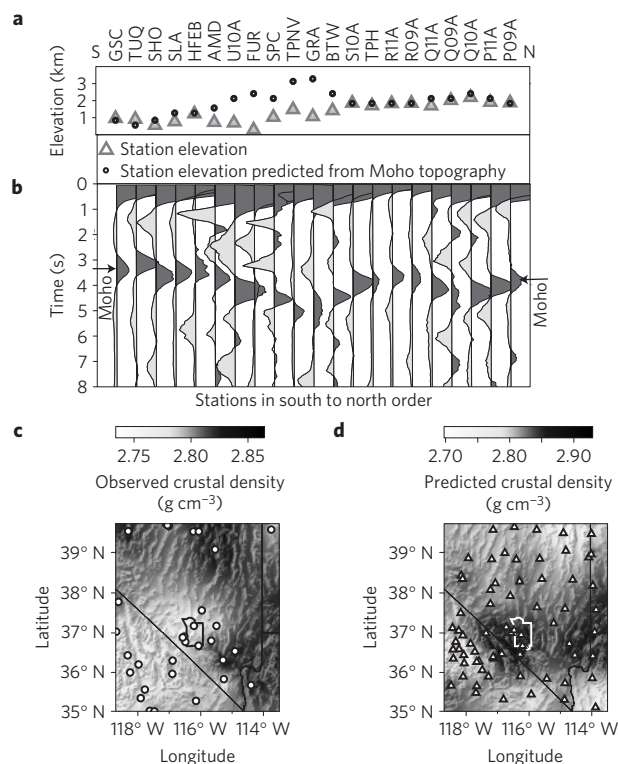 a
S GSC TUQ SHO SLA HFEB AMD U10A FUR SPC TPNV GRA BTW S10A TPH R11A R09A Q11A Q09A Q10A P11A P09A N
Elevation (km)
3
2
1
Station elevation
Station elevation predicted from Moho topography
b
Time (s)
0
1
2
3
4
5
6
7
8
Moho
Moho
Stations in south to north order
c
2.75 2.80 2.85
Observed crustal density
(g cm⁻³)
Latitude
39° N
38° N
37° N
36° N
35° N
118° W 116° W 114° W
Longitude
d
2.70 2.80 2.90
Predicted crustal density
(g cm⁻³)
Latitude
39° N
38° N
37° N
36° N
35° N
118° W 116° W 114° W
Longitude